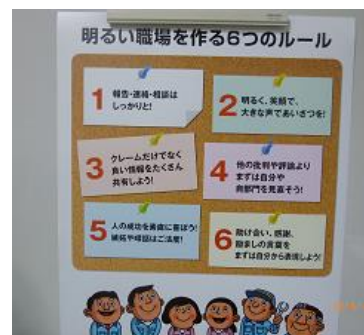 明るい職場を作る6つのルール
1 報告・連絡・相談は
しっかりと!
2 明るく、笑顔で、
大きな声であいさつを!
3 クレームだけでなく
良い情報をたくさん
共有しよう!
4 他の批判や評論より
まずは自分や
自部門を見直そう!
5 人の成功を素直に喜ぼう!
嫉妬や陰口はご法度!
6 助け合い、感謝、
励ましの言葉を
まずは自分から表現しよう!